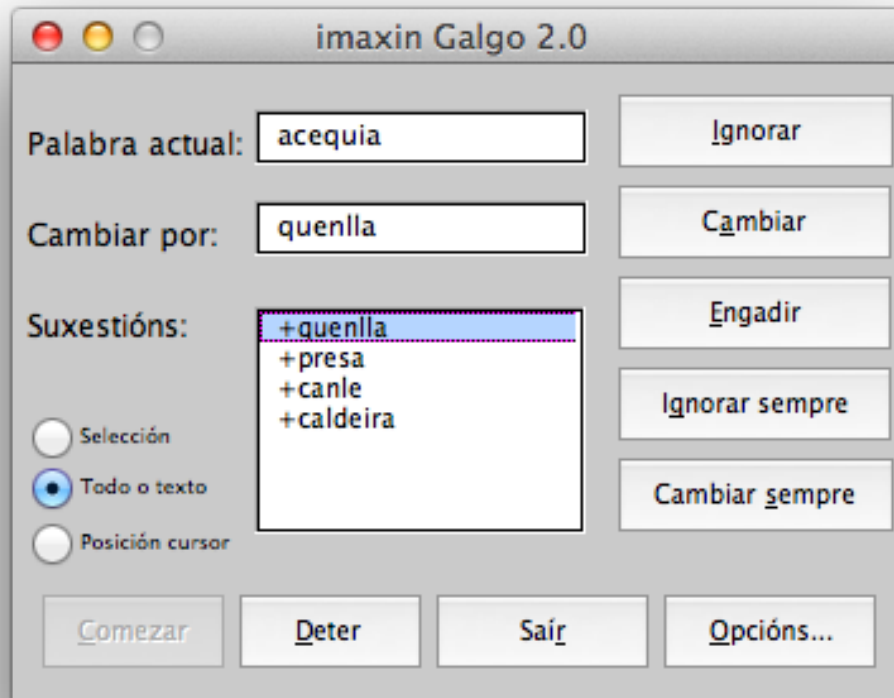 imaxin Galgo 2.0
Palabra actual:
acequia
Ignorar
Cambiar por:
quenlla
Cambiar
Suxestións:
+quenlla
+presa
+canle
+caldeira
Engadir
Ignorar sempre
Cambiar sempre
Selección
Todo o texto
Posición cursor
Comezar
Deter
Saír
Opcións...